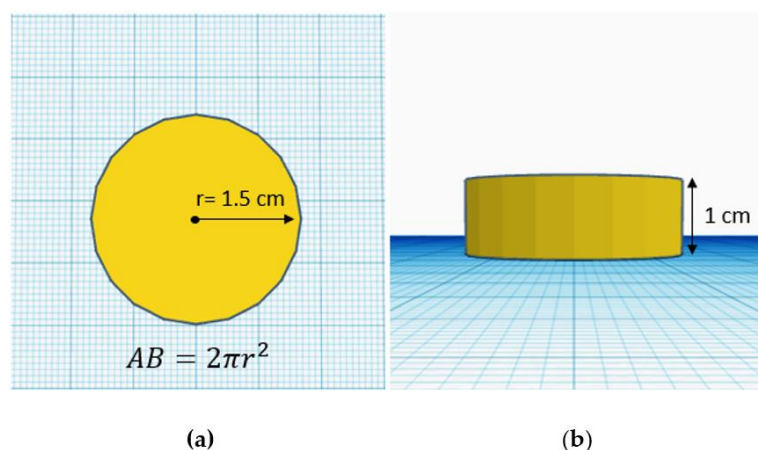 r= 1.5 cm
1 cm
AB = 2πr²
(a)
(b)